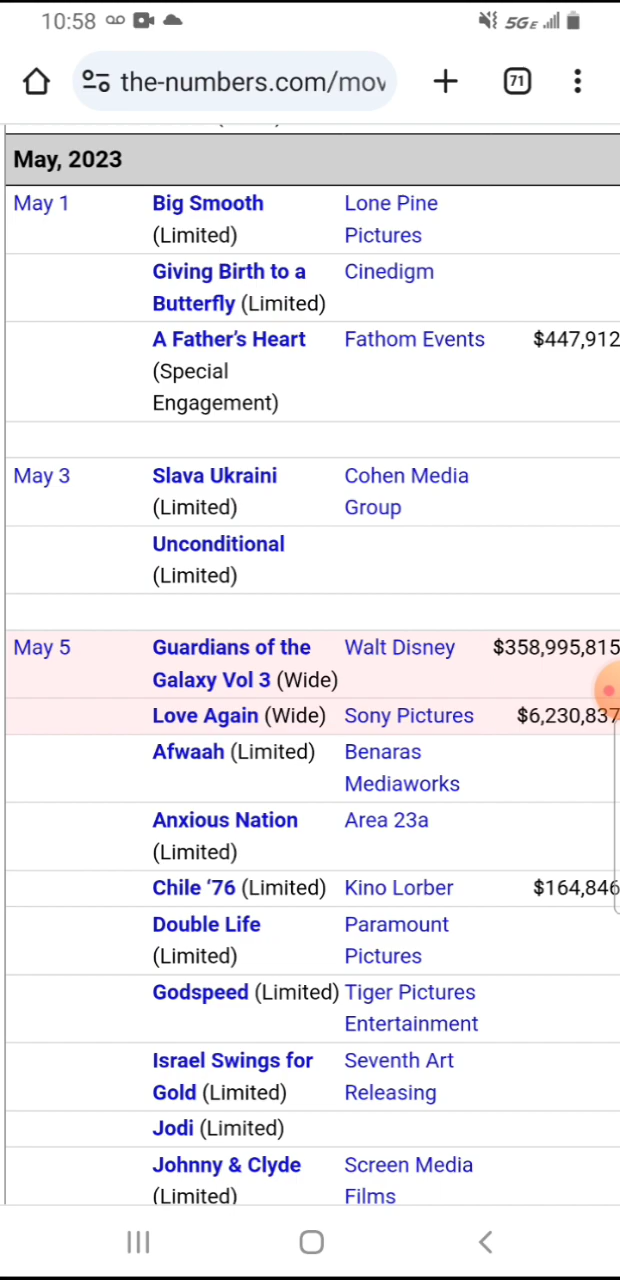 10:58
5GE
the-numbers.com/mov
71
May, 2023
May 1 Big Smooth Lone Pine
(Limited) Pictures
Giving Birth to a Cinedigm
Butterfly (Limited)
A Father's Heart Fathom Events $447,912
(Special
Engagement)
May 3 Slava Ukraini Cohen Media
(Limited) Group
Unconditional
(Limited)
May 5 Guardians of the Walt Disney $358,995,815
Galaxy Vol 3 (Wide)
Love Again (Wide) Sony Pictures $6,230,837
Afwaah (Limited) Benaras
Mediaworks
Anxious Nation Area 23a
(Limited)
Chile ‘76 (Limited) Kino Lorber $164,846
Double Life Paramount
(Limited) Pictures
Godspeed (Limited) Tiger Pictures
Entertainment
Israel Swings for Seventh Art
Gold (Limited) Releasing
Jodi (Limited)
Johnny & Clyde Screen Media
(Limited) Films